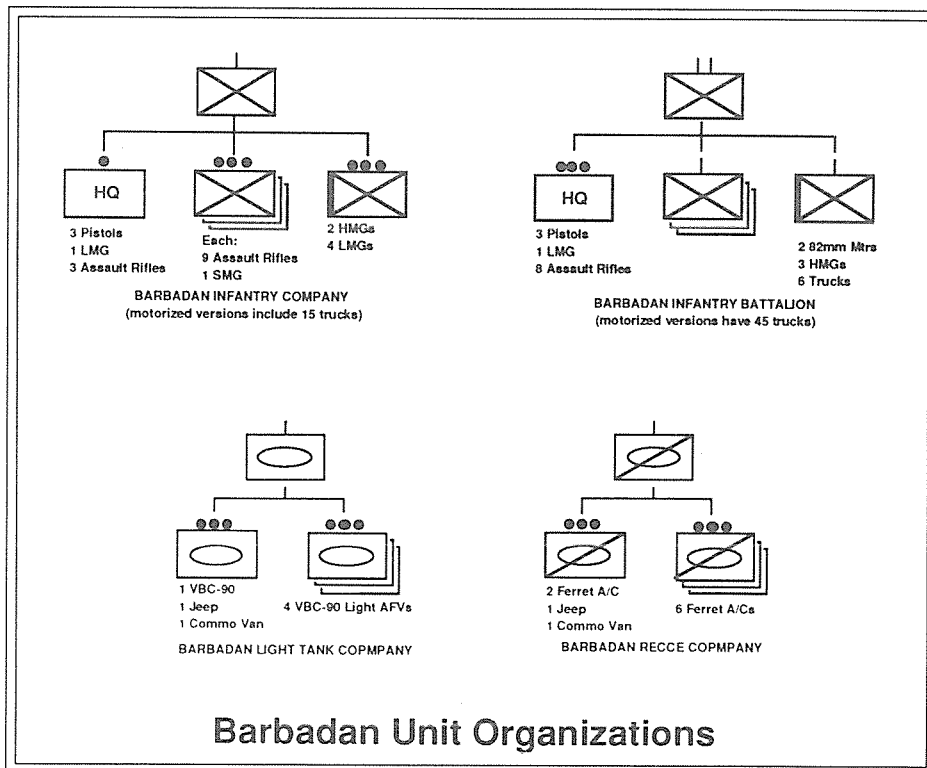 HQ
3 Pistols
1 LMG
3 Assault Rifles
Each:
9 Assault Rifles
1 SMG
2 HMGs
4 LMGs
BARBADAN INFANTRY COMPANY
(motorized versions include 15 trucks)
HQ
3 Pistols
1 LMG
8 Assault Rifles
2 82mm Mtrs
3 HMGs
6 Trucks
BARBADAN INFANTRY BATTALION
(motorized versions have 45 trucks)
1 VBC-90
1 Jeep
1 Commo Van
4 VBC-90 Light AFVs
BARBADAN LIGHT TANK COPMPANY
2 Ferret A/C
1 Jeep
1 Commo Van
6 Ferret A/Cs
BARBADAN RECCE COPMPANY
Barbadan Unit Organizations